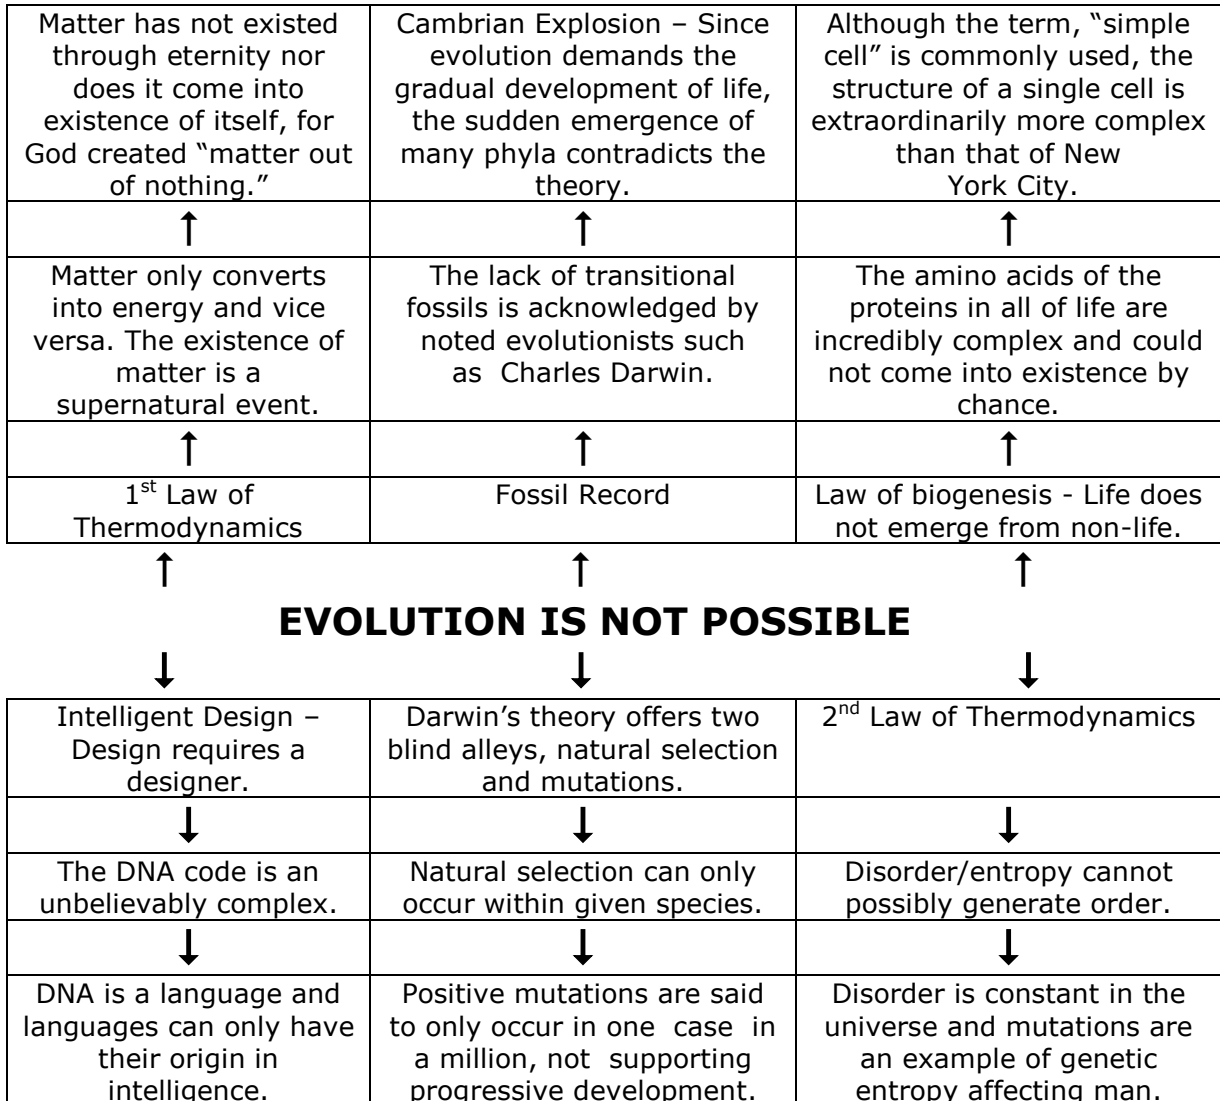 Matter has not existed
through eternity nor
does it come into
existence of itself, for
God created “matter out
of nothing.”
Cambrian Explosion – Since
evolution demands the
gradual development of life,
the sudden emergence of
many phyla contradicts the
theory.
Although the term, “simple
cell” is commonly used, the
structure of a single cell is
extraordinarily more complex
than that of New
York City.
↑ ↑ ↑
Matter only converts
into energy and vice
versa. The existence of
matter is a
supernatural event.
The lack of transitional
fossils is acknowledged by
noted evolutionists such
as Charles Darwin.
The amino acids of the
proteins in all of life are
incredibly complex and could
not come into existence by
chance.
↑ ↑ ↑
1st Law of
Thermodynamics
Fossil Record
Law of biogenesis - Life does
not emerge from non-life.
↑ ↑ ↑
EVOLUTION IS NOT POSSIBLE
↓ ↓ ↓
Intelligent Design –
Design requires a
designer.
Darwin’s theory offers two
blind alleys, natural selection
and mutations.
2nd Law of Thermodynamics
↓ ↓ ↓
The DNA code is an
unbelievably complex.
Natural selection can only
occur within given species.
Disorder/entropy cannot
possibly generate order.
↓ ↓ ↓
DNA is a language and
languages can only have
their origin in
intelligence.
Positive mutations are said
to only occur in one case in
a million, not supporting
progressive development.
Disorder is constant in the
universe and mutations are
an example of genetic
entropy affecting man.